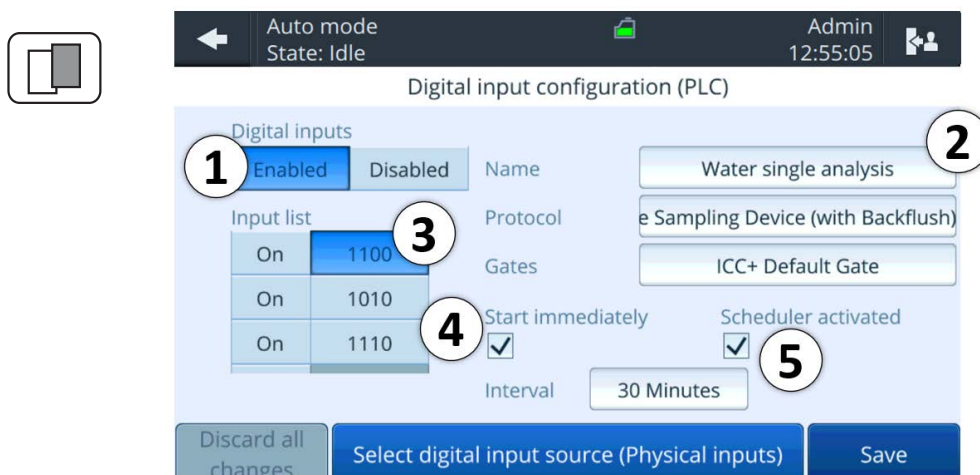 Auto mode
State: Idle
Admin
12:55:05
Digital input configuration (PLC)
Digital inputs
1
Enabled
Disabled
Name
Water single analysis
2
Input list
3
Protocol
e Sampling Device (with Backflush)
On
1100
Gates
ICC+ Default Gate
On
1010
4
Start immediately
Scheduler activated
On
1110
5
Interval
30 Minutes
Discard all
changes
Select digital input source (Physical inputs)
Save